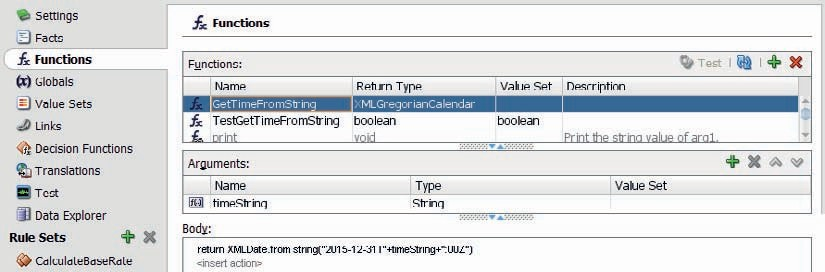 Settings
Facts
Functions
Globals
Value Sets
Links
Decision Functions
Translations
Test
Data Explorer
Rule Sets
CalculateBaseRate
Functions
Functions:
Test
Name Return Type Value Set Description
GetTimeFromString XMLGregorianCalendar
TestGetTimeFromString boolean boolean
print void Print the string value of arg1.
Arguments:
Name Type Value Set
timeString String
Body:
return XMLDate.from string("2015-12-31T"+timeString+":00Z")
<insert action>